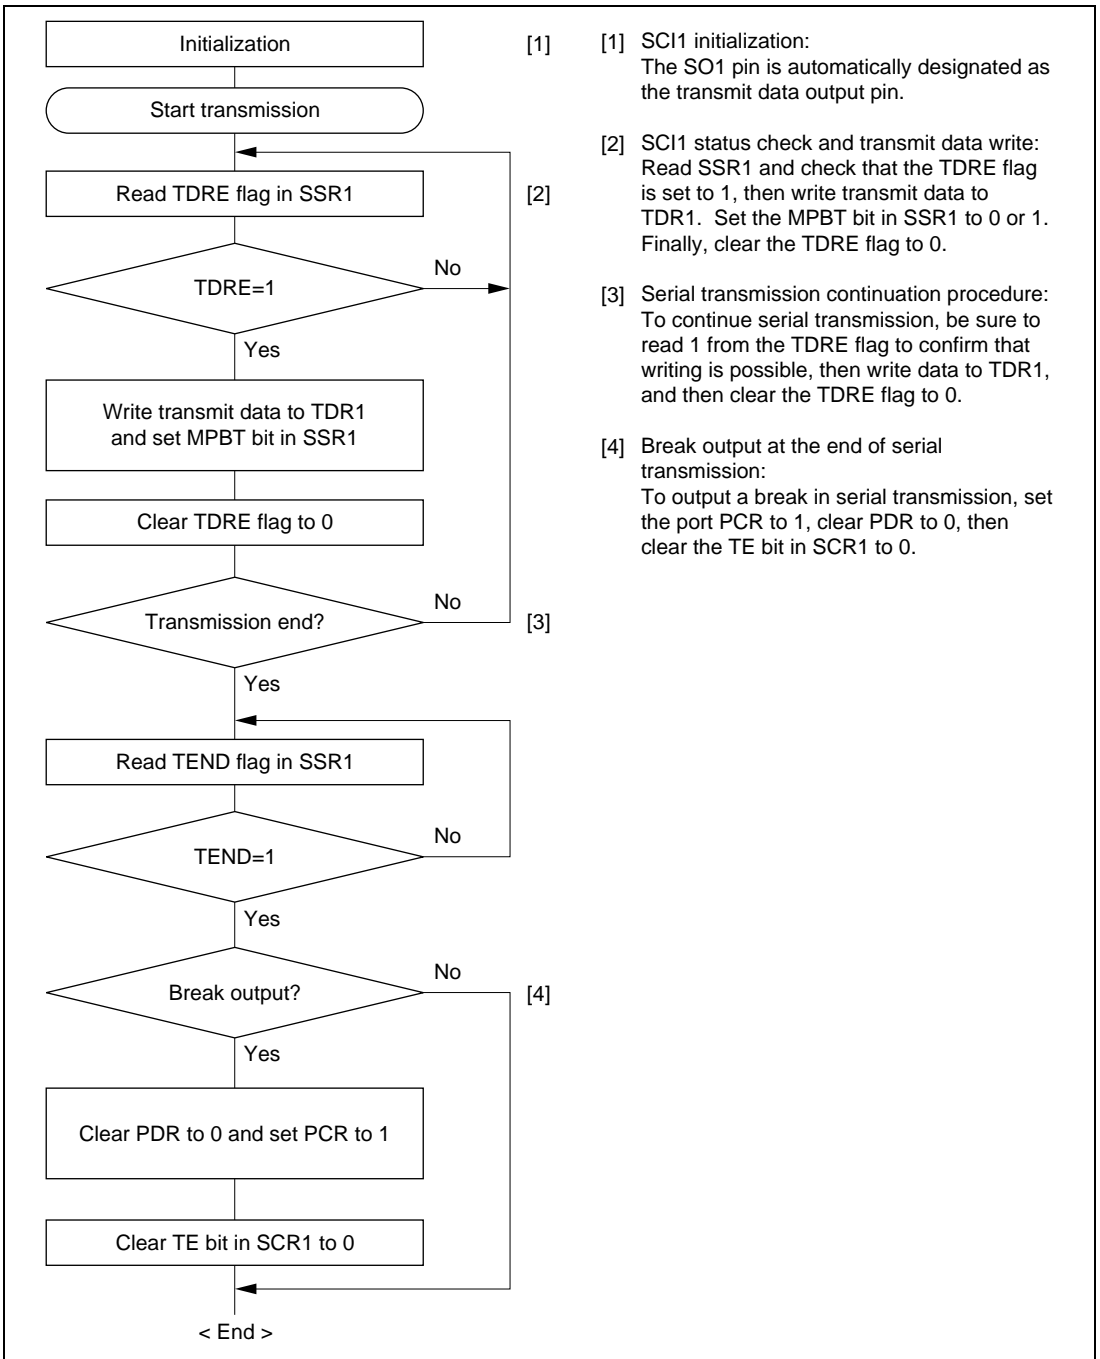 Initialization
[1]
Start transmission
Read TDRE flag in SSR1
[2]
TDRE=1
No
Yes
Write transmit data to TDR1
and set MPBT bit in SSR1
Clear TDRE flag to 0
Transmission end?
No
[3]
Yes
Read TEND flag in SSR1
TEND=1
No
Yes
Break output?
No
[4]
Yes
Clear PDR to 0 and set PCR to 1
Clear TE bit in SCR1 to 0
< End >
[1] SCI1 initialization:
The SO1 pin is automatically designated as
the transmit data output pin.
[2] SCI1 status check and transmit data write:
Read SSR1 and check that the TDRE flag
is set to 1, then write transmit data to
TDR1. Set the MPBT bit in SSR1 to 0 or 1.
Finally, clear the TDRE flag to 0.
[3] Serial transmission continuation procedure:
To continue serial transmission, be sure to
read 1 from the TDRE flag to confirm that
writing is possible, then write data to TDR1,
and then clear the TDRE flag to 0.
[4] Break output at the end of serial
transmission:
To output a break in serial transmission, set
the port PCR to 1, clear PDR to 0, then
clear the TE bit in SCR1 to 0.